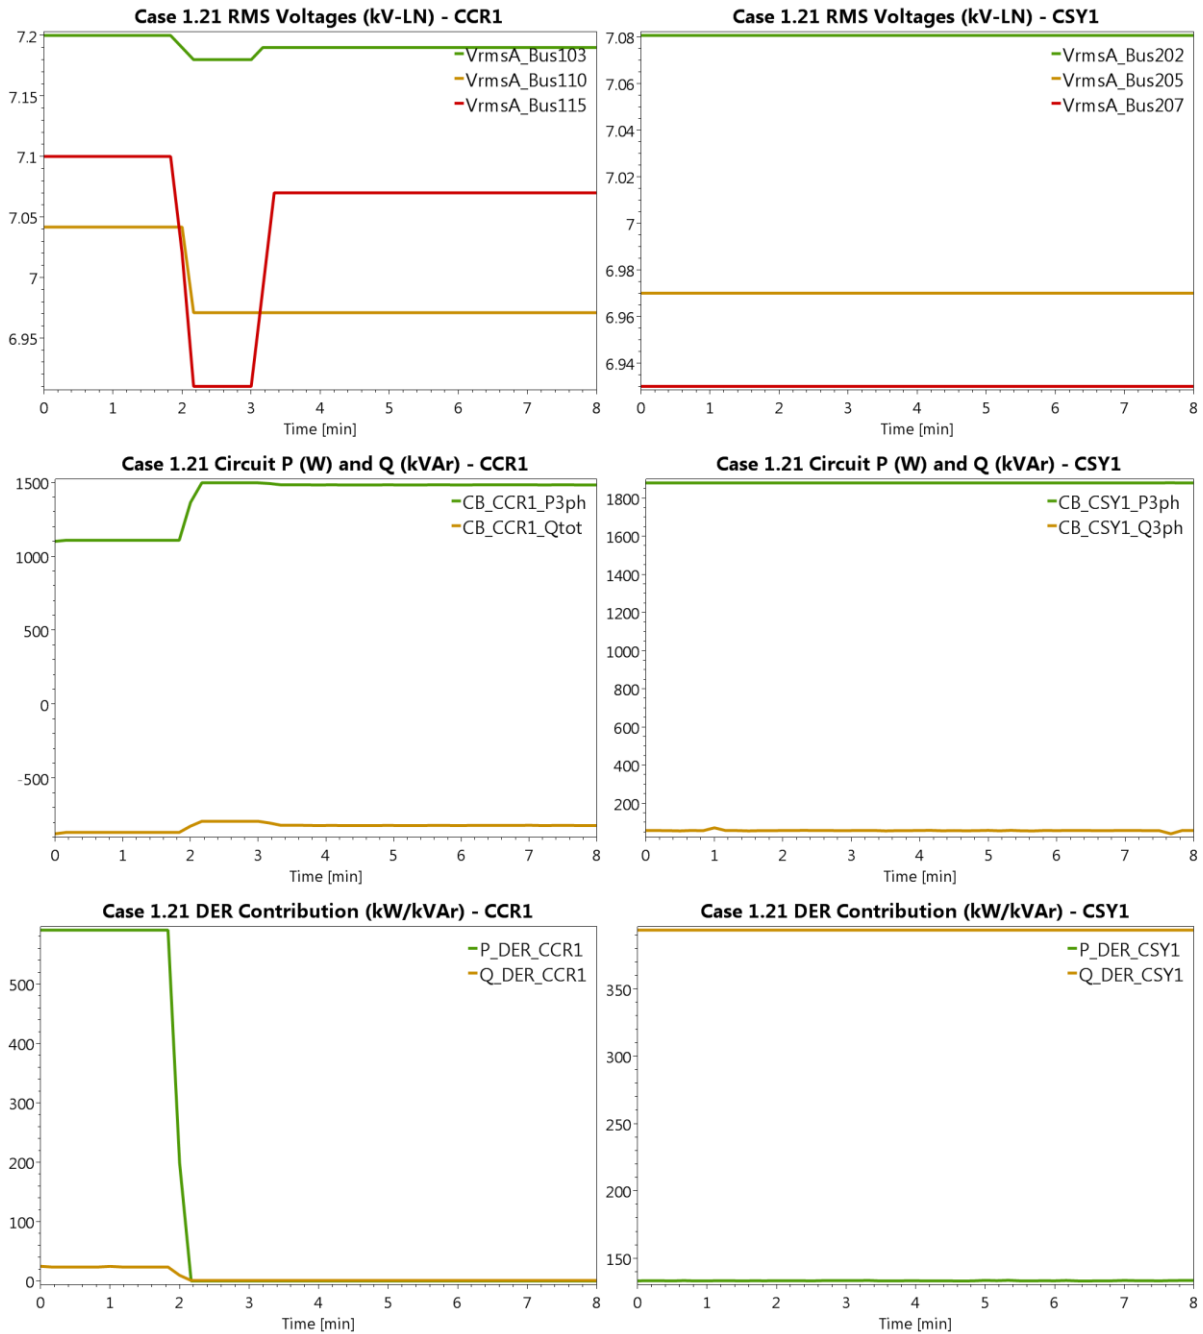 Case 1.21 RMS Voltages (kV-LN) - CCR1
7.2
7.15
7.1
7.05
7
6.95
VrmsA_Bus103
VrmsA_Bus110
VrmsA_Bus115
0 1 2 3 4 5 6 7 8
Time [min]
Case 1.21 RMS Voltages (kV-LN) - CSY1
7.08
7.06
7.04
7.02
7
6.98
6.96
6.94
VrmsA_Bus202
VrmsA_Bus205
VrmsA_Bus207
0 1 2 3 4 5 6 7 8
Time [min]
Case 1.21 Circuit P (W) and Q (kVAr) - CCR1
1500
1000
500
0
-500
CB_CCR1_P3ph
CB_CCR1_Qtot
0 1 2 3 4 5 6 7 8
Time [min]
Case 1.21 Circuit P (W) and Q (kVAr) - CSY1
1800
1600
1400
1200
1000
800
600
400
200
CB_CSY1_P3ph
CB_CSY1_Q3ph
0 1 2 3 4 5 6 7 8
Time [min]
Case 1.21 DER Contribution (kW/kVAr) - CCR1
500
400
300
200
100
0
P_DER_CCR1
Q_DER_CCR1
0 1 2 3 4 5 6 7 8
Time [min]
Case 1.21 DER Contribution (kW/kVAr) - CSY1
350
300
250
200
150
P_DER_CSY1
Q_DER_CSY1
0 1 2 3 4 5 6 7 8
Time [min]